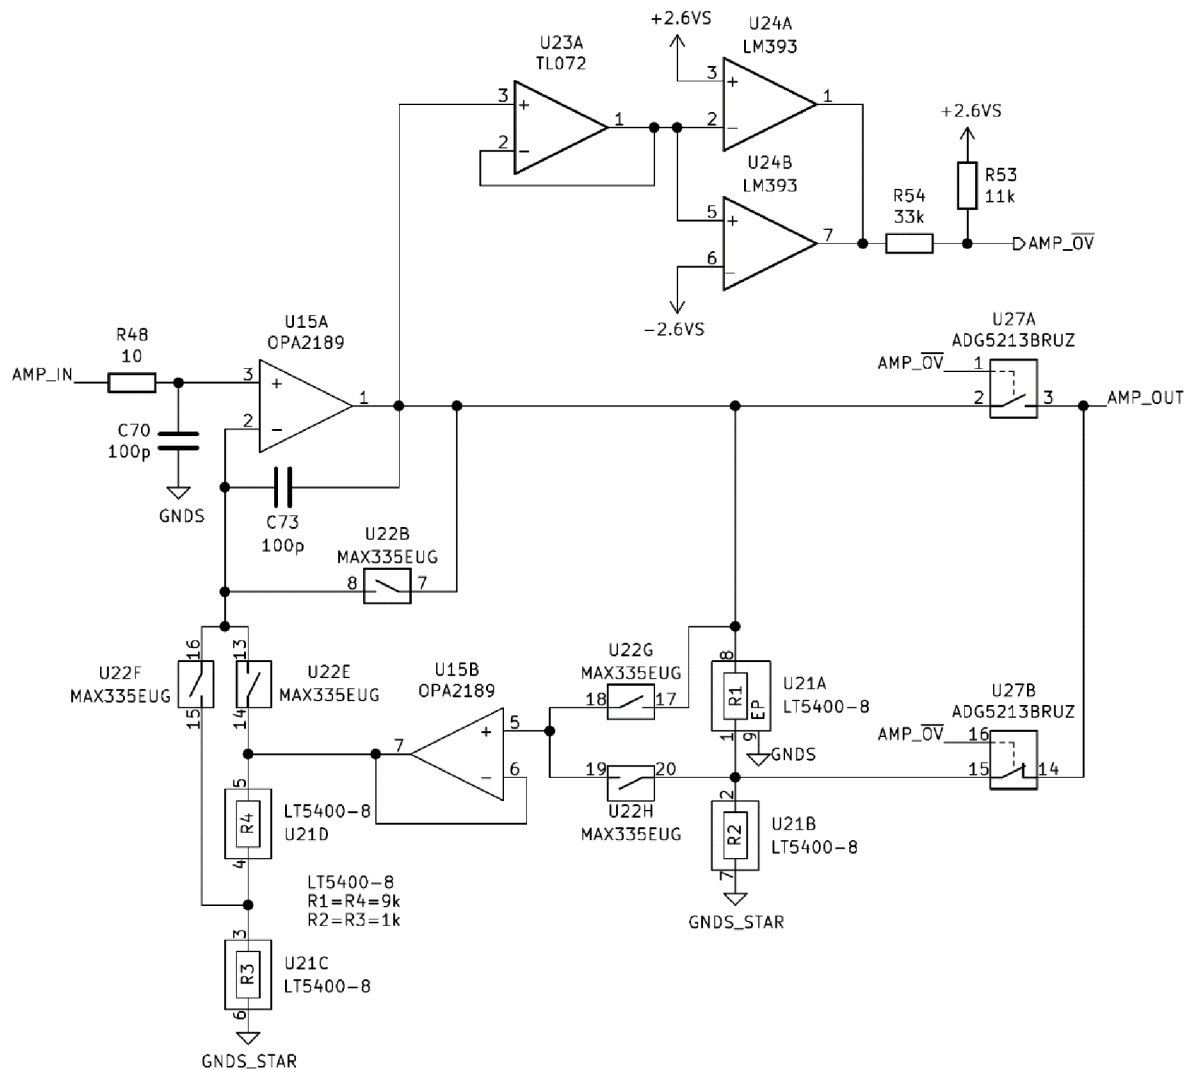 +2.6VS
U24A
LM393
U23A
TL072
3
+
2
−
1
3
+
2
−
1
+2.6VS
R53
11k
U24B
LM393
5
+
6
−
7
R54
33k
AMP_O̅V̅
−2.6VS
U15A
OPA2189
R48
10
AMP_IN
3
+
2
−
1
C70
100p
GNDS
C73
100p
U27A
ADG5213BRUZ
AMP_O̅V̅
1
2
3
AMP_OUT
U22B
MAX335EUG
8
7
16
13
U22F
MAX335EUG
U22E
MAX335EUG
15
14
U15B
OPA2189
7
5
+
6
−
U22G
MAX335EUG
18
17
19
20
U22H
MAX335EUG
8
R1
EP
1
9
U21A
LT5400-8
GNDS
U27B
ADG5213BRUZ
AMP_O̅V̅
16
15
14
2
R2
7
U21B
LT5400-8
GNDS_STAR
5
R4
4
LT5400-8
U21D
LT5400-8
R1=R4=9k
R2=R3=1k
3
R3
6
U21C
LT5400-8
GNDS_STAR